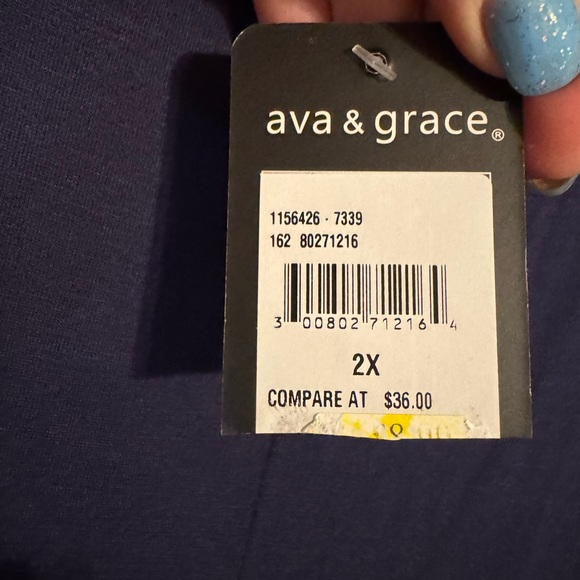 ava & grace®
1156426 - 7339
162 80271216
3 00802 71216 4
2X
COMPARE AT $36.00